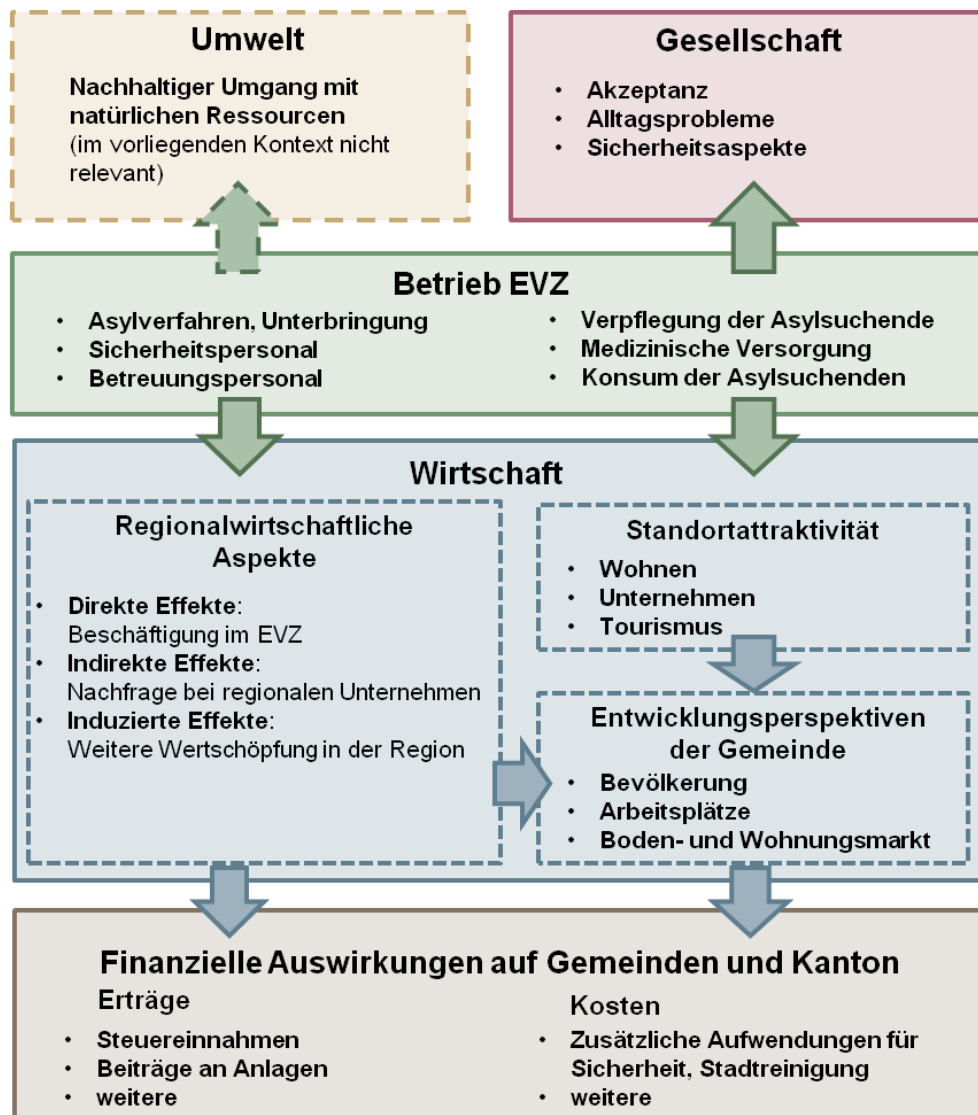 Umwelt
Nachhaltiger Umgang mit
natürlichen Ressourcen
(im vorliegenden Kontext nicht
relevant)
Gesellschaft
• Akzeptanz
• Alltagsprobleme
• Sicherheitsaspekte
Betrieb EVZ
• Asylverfahren, Unterbringung
• Sicherheitspersonal
• Betreuungspersonal
• Verpflegung der Asylsuchende
• Medizinische Versorgung
• Konsum der Asylsuchenden
Wirtschaft
Regionalwirtschaftliche
Aspekte
• Direkte Effekte:
Beschäftigung im EVZ
• Indirekte Effekte:
Nachfrage bei regionalen Unternehmen
• Induzierte Effekte:
Weitere Wertschöpfung in der Region
Standortattraktivität
• Wohnen
• Unternehmen
• Tourismus
Entwicklungsperspektiven
der Gemeinde
• Bevölkerung
• Arbeitsplätze
• Boden- und Wohnungsmarkt
Finanzielle Auswirkungen auf Gemeinden und Kanton
Erträge
• Steuereinnahmen
• Beiträge an Anlagen
• weitere
Kosten
• Zusätzliche Aufwendungen für
Sicherheit, Stadtreinigung
• weitere